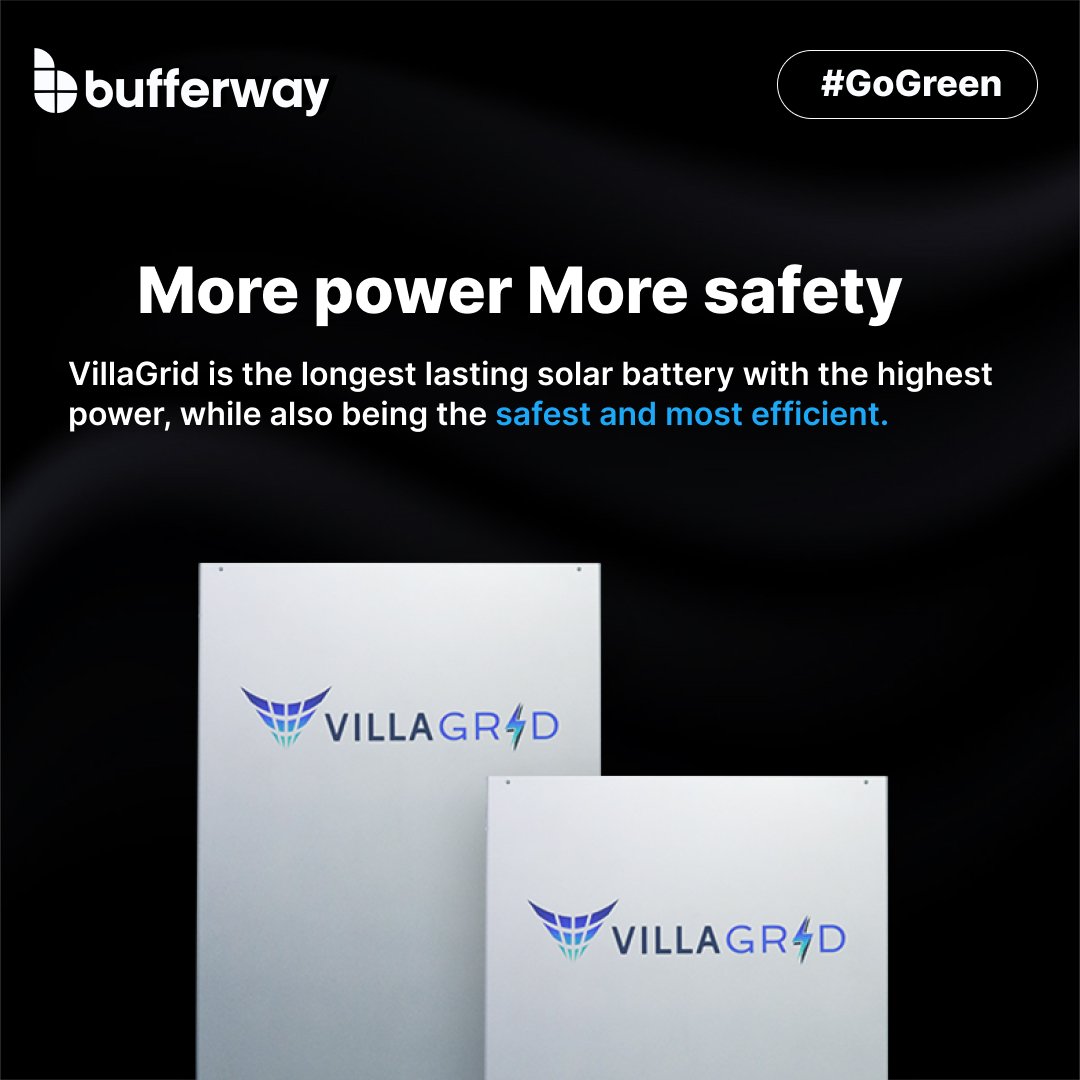 bufferway
#GoGreen
More power More safety
VillaGrid is the longest lasting solar battery with the highest
power, while also being the safest and most efficient.
VILLAGRID
VILLAGRID